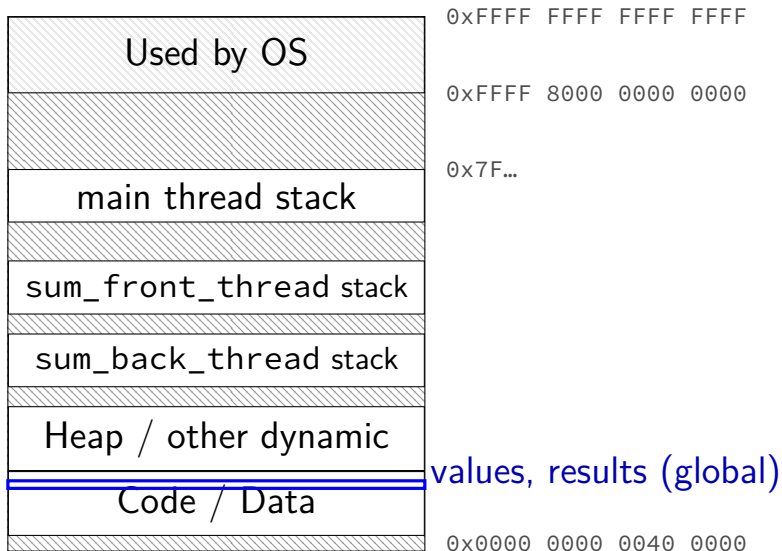 0xFFFF FFFF FFFF FFFF
Used by OS
0xFFFF 8000 0000 0000
0x7F…
main thread stack
sum_front_thread stack
sum_back_thread stack
Heap / other dynamic
values, results (global)
Code / Data
0x0000 0000 0040 0000